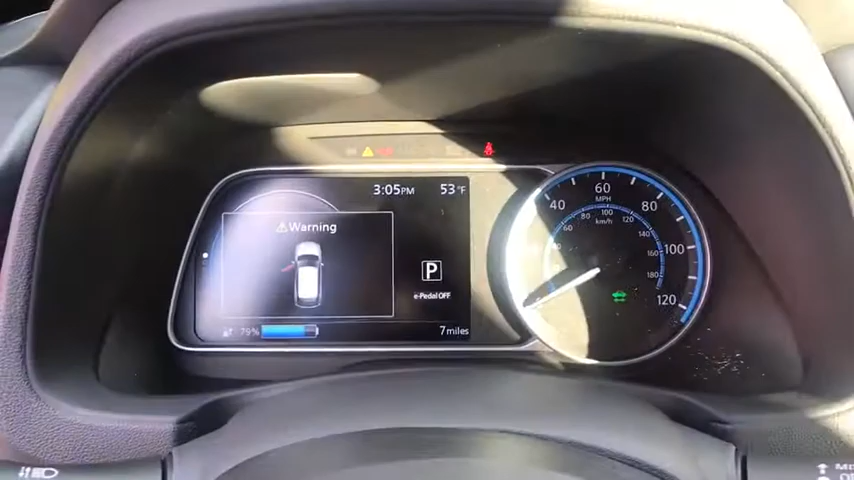 3:05PM 53°F
Warning
P
e-Pedal OFF
79%
7miles
40 60 80 100 120
MPH
60 80 100 120 140 160 180
km/h